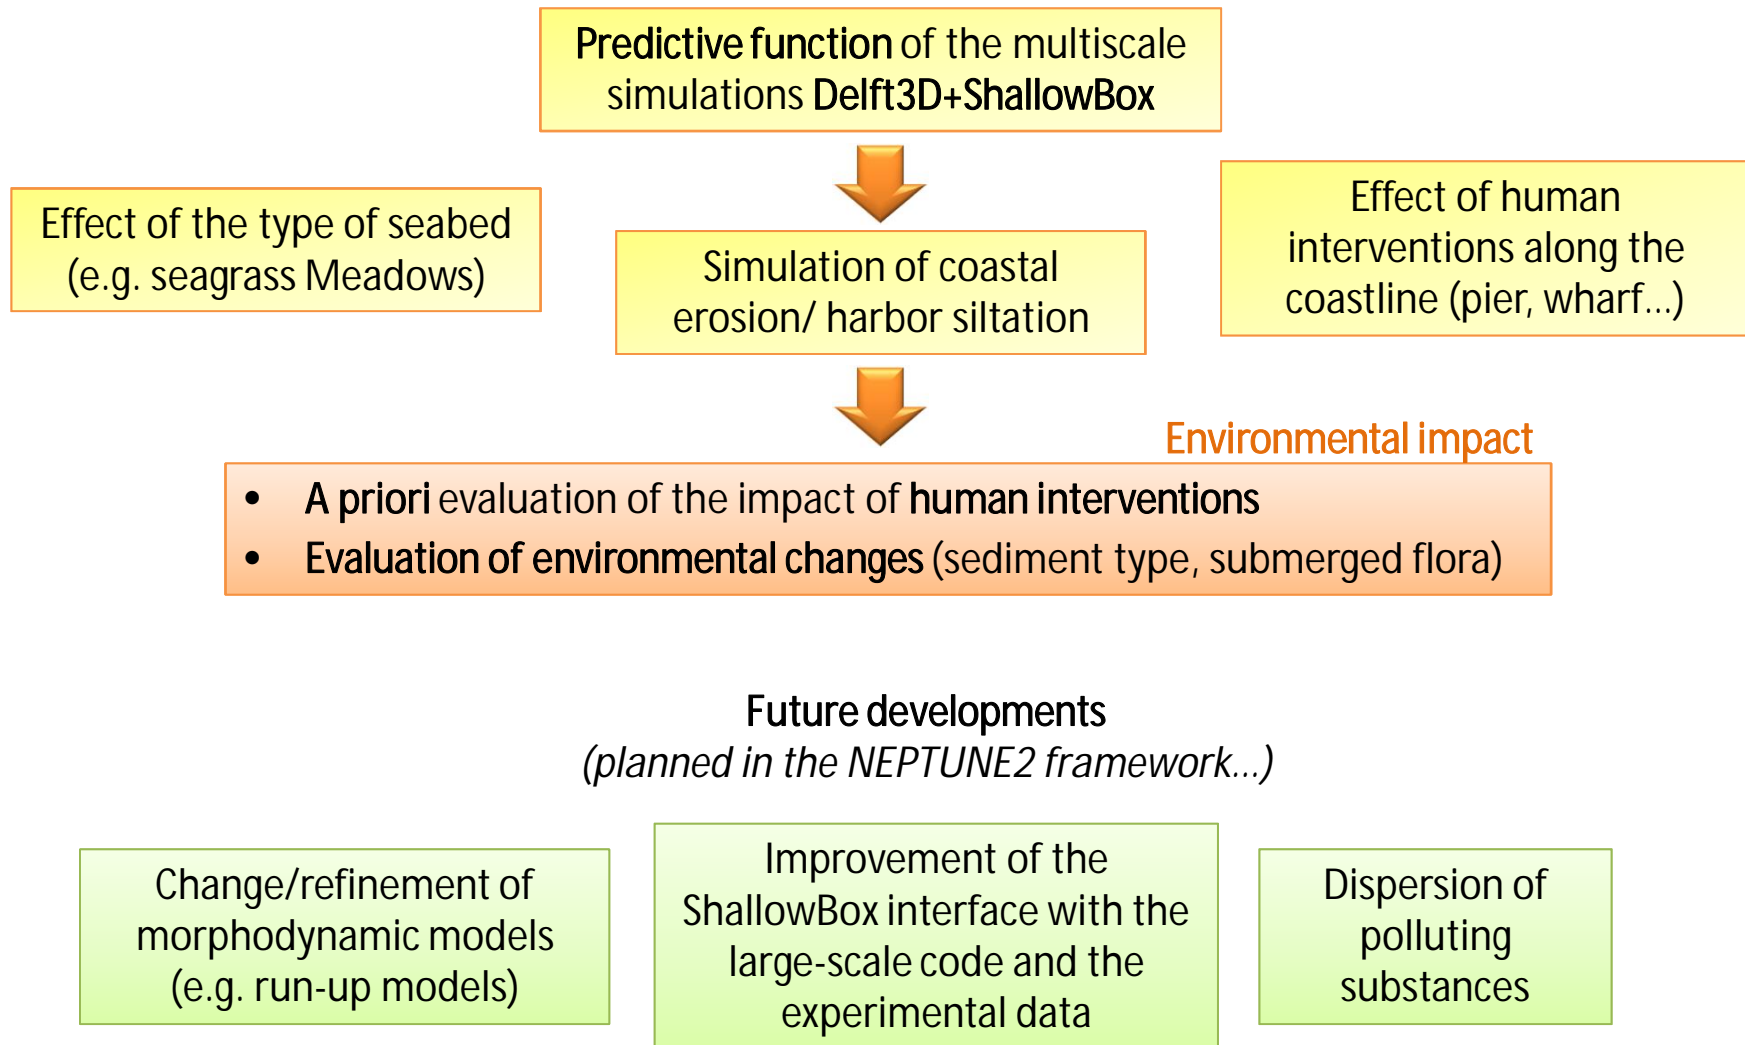 Predictive function of the multiscale
simulations Delft3D+ShallowBox
Effect of the type of seabed
(e.g. seagrass Meadows)
Simulation of coastal
erosion/ harbor siltation
Effect of human
interventions along the
coastline (pier, wharf...)
Environmental impact
• A priori evaluation of the impact of human interventions
• Evaluation of environmental changes (sediment type, submerged flora)
Future developments
(planned in the NEPTUNE2 framework...)
Change/refinement of
morphodynamic models
(e.g. run-up models)
Improvement of the
ShallowBox interface with the
large-scale code and the
experimental data
Dispersion of
polluting
substances